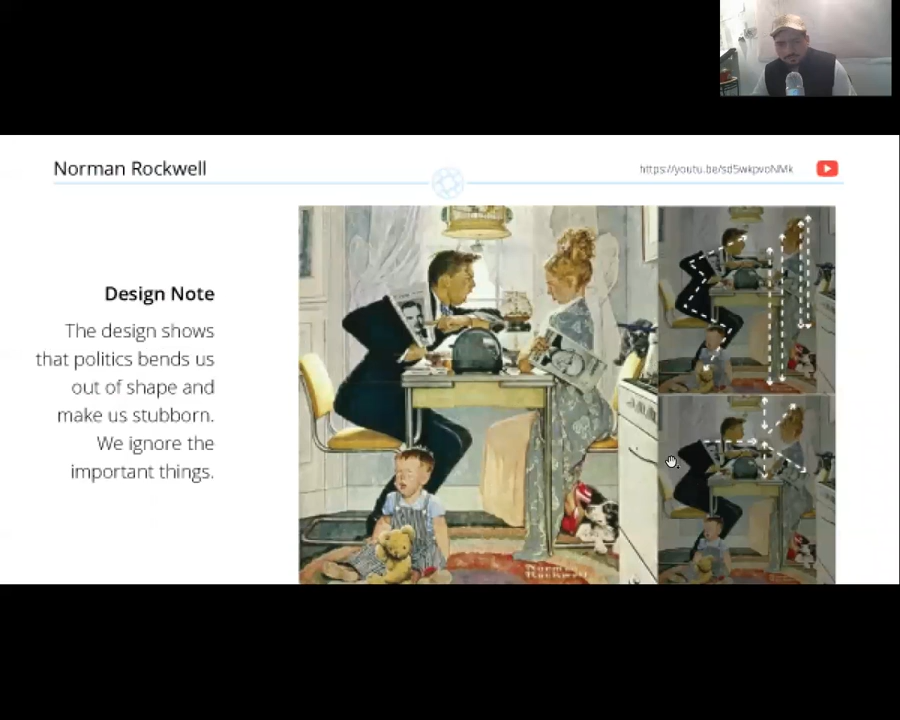 Norman Rockwell
https://youtu.be/sd5wkpvoNMk
Design Note
The design shows
that politics bends us
out of shape and
make us stubborn.
We ignore the
important things.
Norman
Rockwell